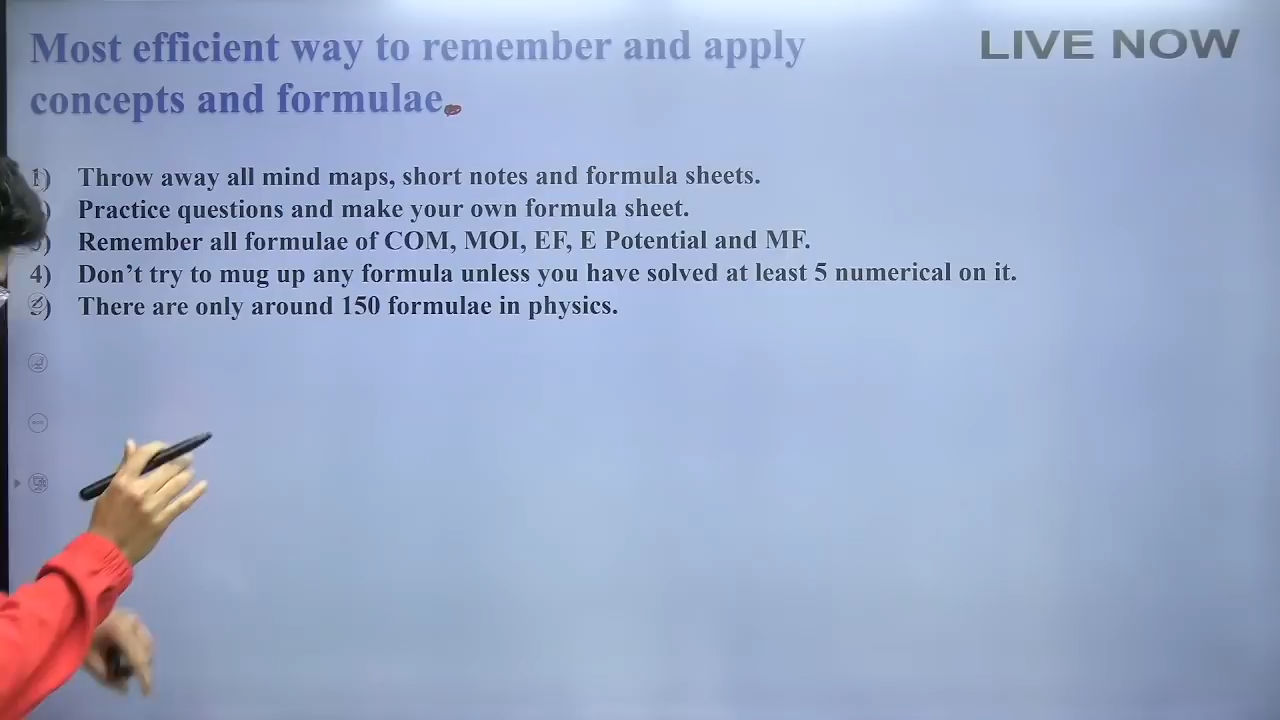 Most efficient way to remember and apply
LIVE NOW
concepts and formulae.
1) Throw away all mind maps, short notes and formula sheets.
) Practice questions and make your own formula sheet.
3) Remember all formulae of COM, MOI, EF, E Potential and MF.
4) Don't try to mug up any formula unless you have solved at least 5 numerical on it.
5) There are only around 150 formulae in physics.